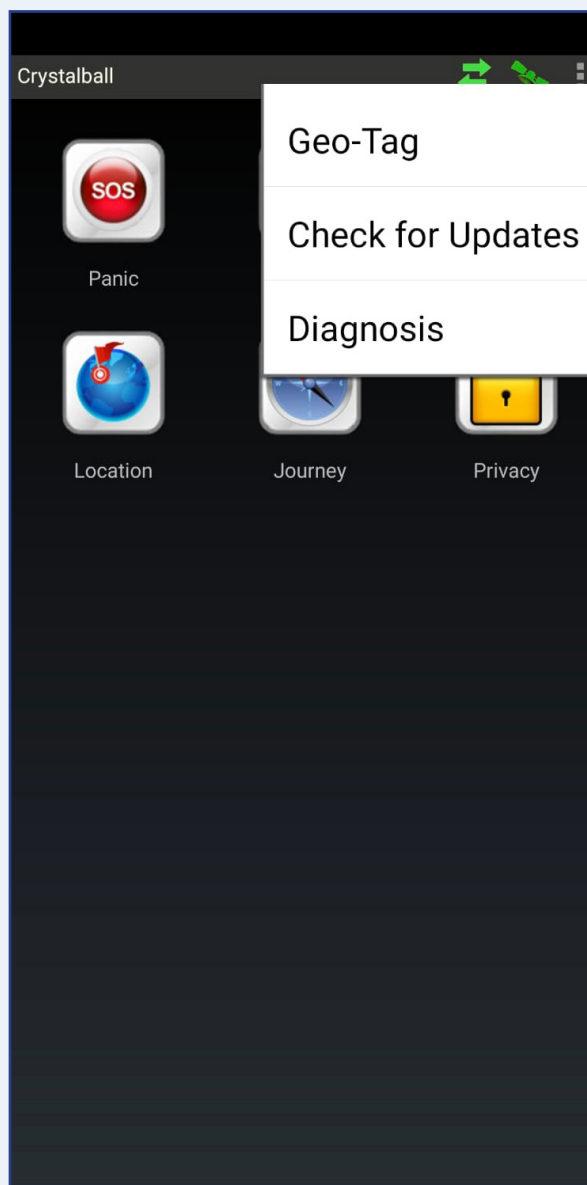 Crystalball
Geo-Tag
Check for Updates
Diagnosis
SOS
Panic
Location
Journey
Privacy